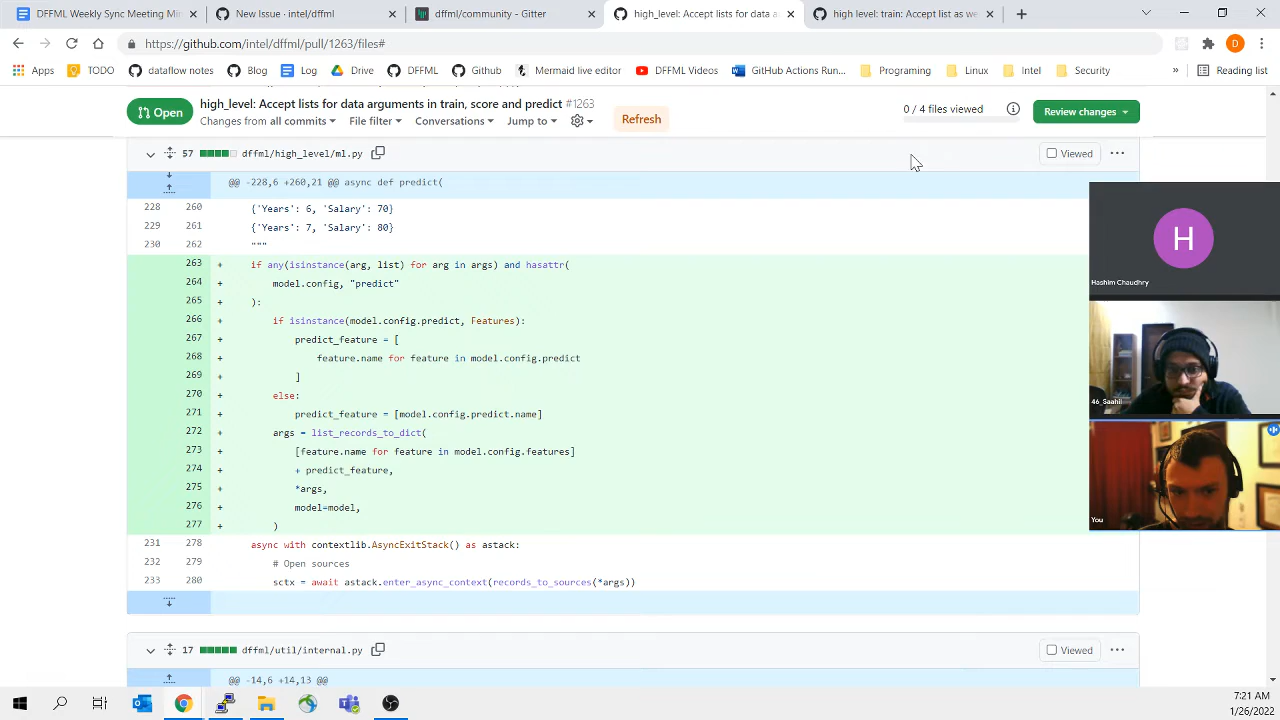 DFFML Weekly Sync Meeting Mi
New Issue · intel/dffml
dffml/community - Gitter
high_level: Accept lists for data a
high level: train: Accept list as we
https://github.com/intel/dffml/pull/1263/files#
D
Apps
TODO
dataflow notes
Blog
Log
Drive
DFFML
Github
Mermaid live editor
DFFML Videos
GitHub Actions Run...
Programing
Linux
Intel
Security
»
Reading list
Open
high_level: Accept lists for data arguments in train, score and predict #1263
Changes from all commits
File filter
Conversations
Jump to
Refresh
0 / 4 files viewed
Review changes
57 dffml/high_level/ml.py
Viewed
@@ -228,6 +260,21 @@ async def predict(
228 260 {'Years': 6, 'Salary': 70}
229 261 {'Years': 7, 'Salary': 80}
230 262 """
263 + if any(isinstance(arg, list) for arg in args) and hasattr(
264 + model.config, "predict"
265 + ):
266 + if isinstance(model.config.predict, Features):
267 + predict_feature = [
268 + feature.name for feature in model.config.predict
269 + ]
270 + else:
271 + predict_feature = [model.config.predict.name]
272 + args = list_records_to_dict(
273 + [feature.name for feature in model.config.features]
274 + + predict_feature,
275 + *args,
276 + model=model,
277 + )
231 278 async with contextlib.AsyncExitStack() as astack:
232 279 # Open sources
233 280 sctx = await astack.enter_async_context(records_to_sources(*args))
17 dffml/util/internal.py
Viewed
@@ -14,6 +14,13 @@
H
Hashim Chaudhry
46_Saahil
You
7:21 AM
1/26/2022